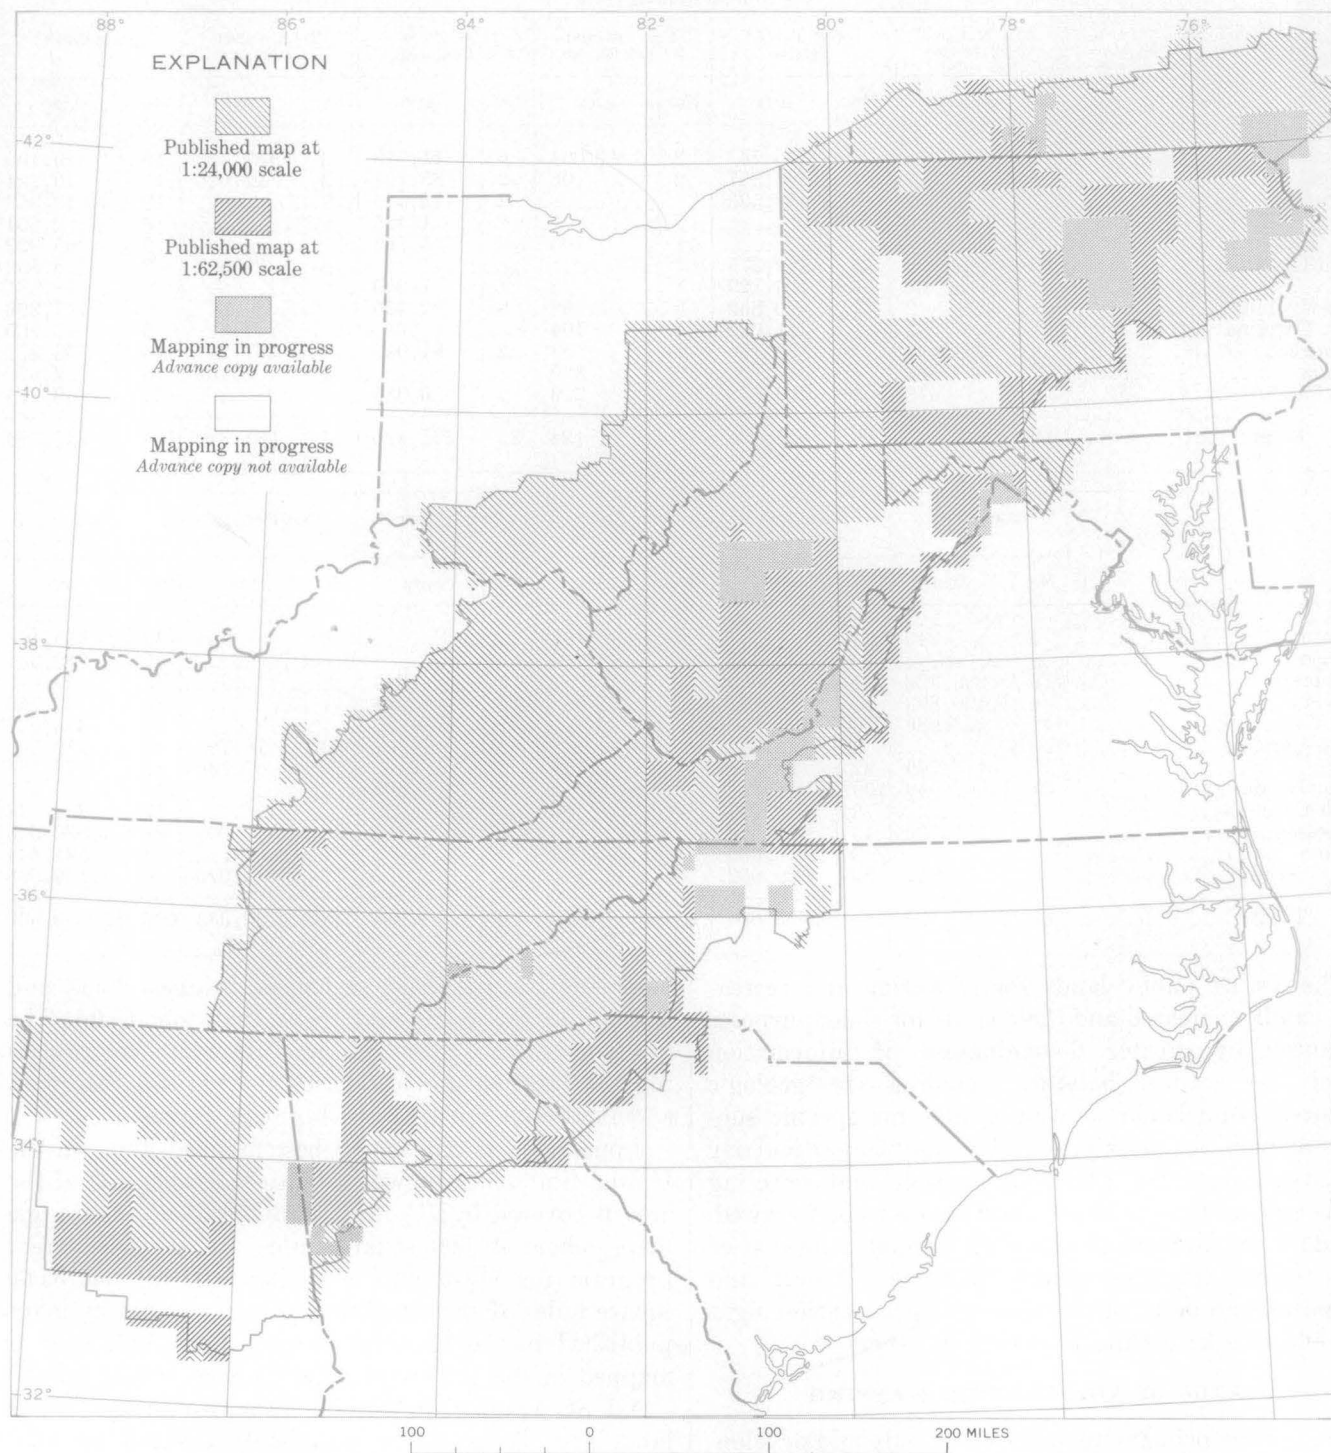 88° 86° 82° 80° 78° 76°
EXPLANATION
Published map at
1:24,000 scale
Published map at
1:62,500 scale
Mapping in progress
Advance copy available
Mapping in progress
Advance copy not available
42°
40°
38°
36°
34°
32°
100 0 100 200 MILES